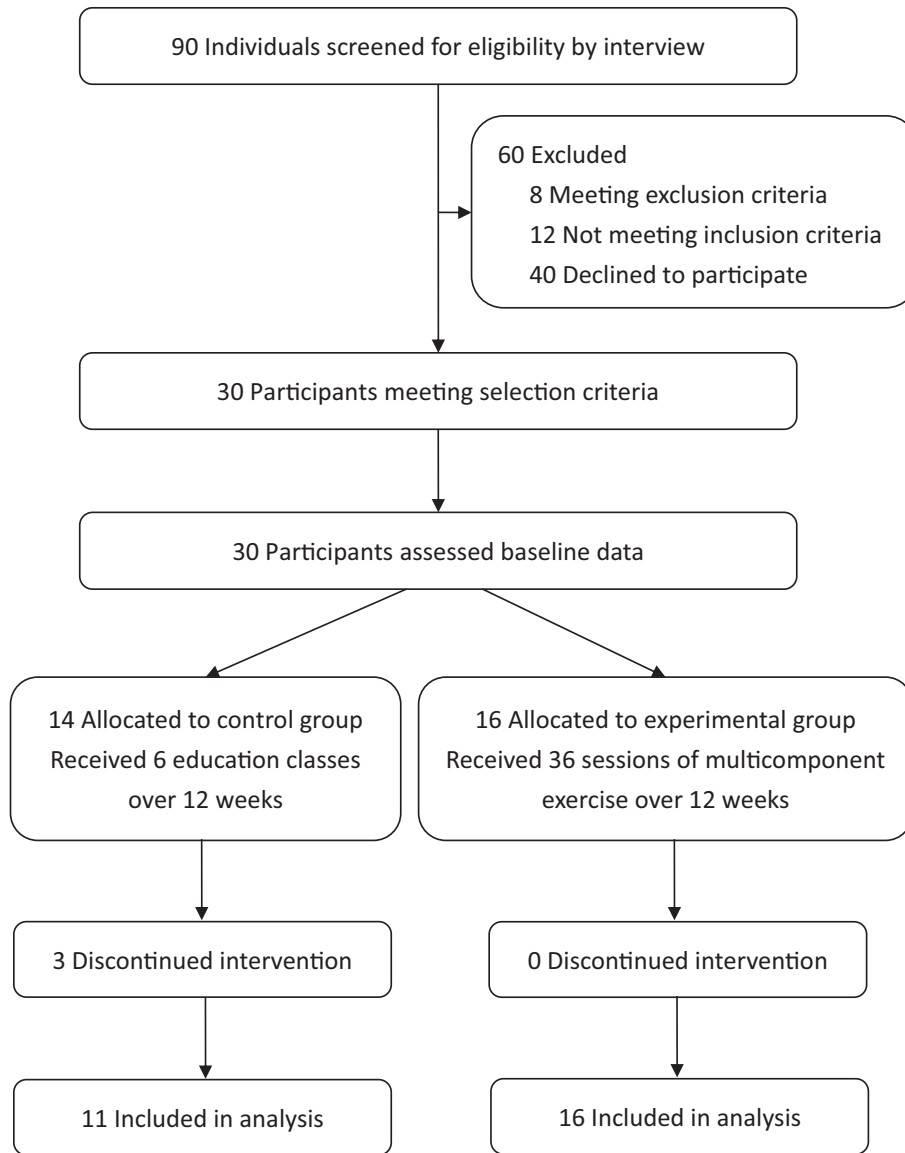 90 Individuals screened for eligibility by interview
60 Excluded
8 Meeting exclusion criteria
12 Not meeting inclusion criteria
40 Declined to participate
30 Participants meeting selection criteria
30 Participants assessed baseline data
14 Allocated to control group
Received 6 education classes
over 12 weeks
16 Allocated to experimental group
Received 36 sessions of multicomponent
exercise over 12 weeks
3 Discontinued intervention
0 Discontinued intervention
11 Included in analysis
16 Included in analysis